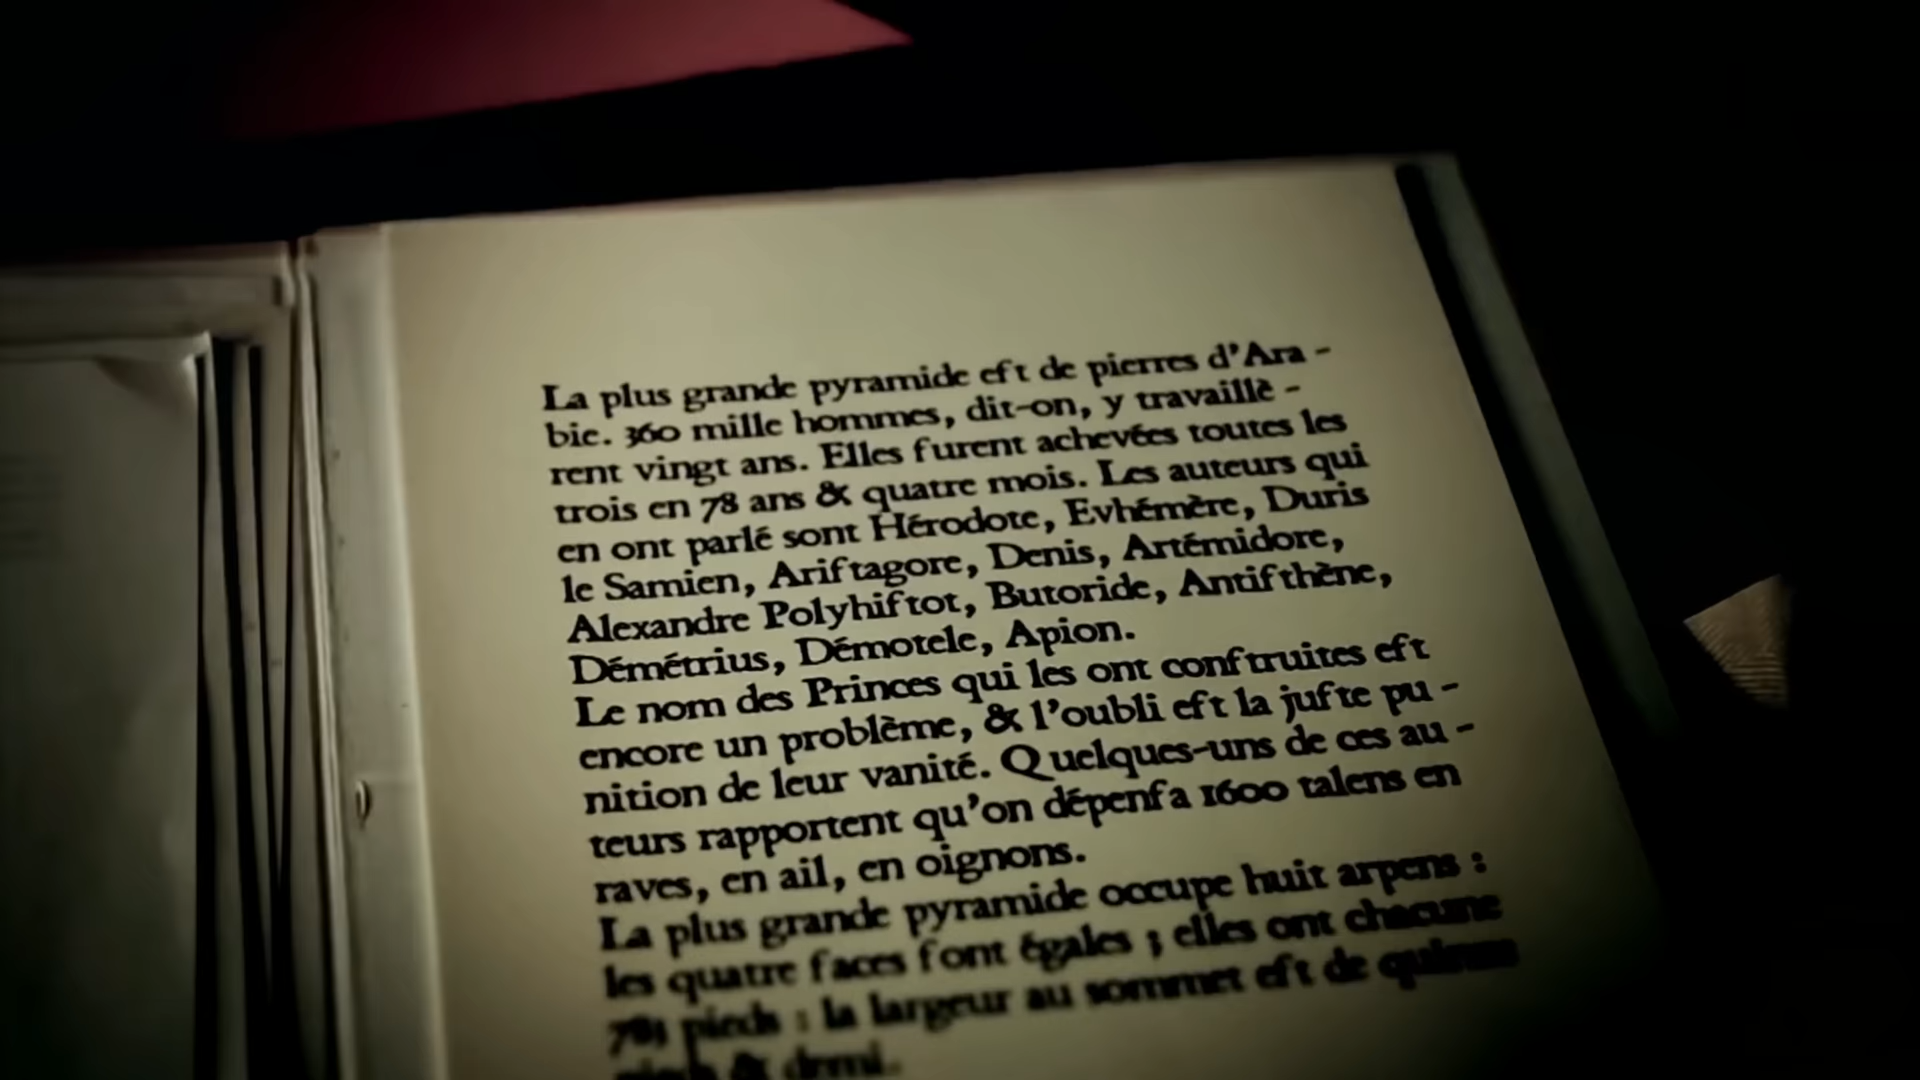 La plus grande pyramide eft de pierres d'Ara -
bie. 360 mille hommes, dit-on, y travaillè -
rent vingt ans. Elles furent achevées toutes les
trois en 78 ans & quatre mois. Les auteurs qui
en ont parlé sont Hérodote, Evhémère, Duris
le Samien, Ariftagore, Denis, Artémidore,
Alexandre Polyhiftot, Butoride, Antifthène,
Démétrius, Démotele, Apion.
Le nom des Princes qui les ont conftruites eft
encore un problème, & l'oubli eft la jufte pu -
nition de leur vanité. Quelques-uns de ces au -
teurs rapportent qu'on dépenfa 1600 talens en
raves, en ail, en oignons.
La plus grande pyramide occupe huit arpens :
les quatre faces font égales ; elles ont chacune
pieds : la largeur au sommet eft de
& demi.